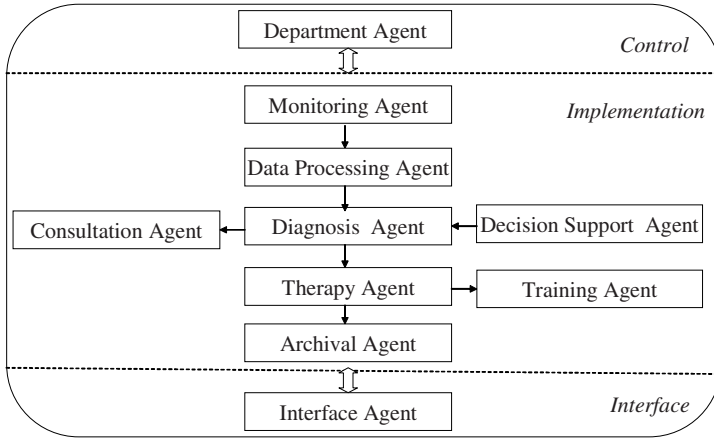 Department Agent
Control
Monitoring Agent
Implementation
Data Processing Agent
Consultation Agent
Diagnosis Agent
Decision Support Agent
Therapy Agent
Training Agent
Archival Agent
Interface Agent
Interface